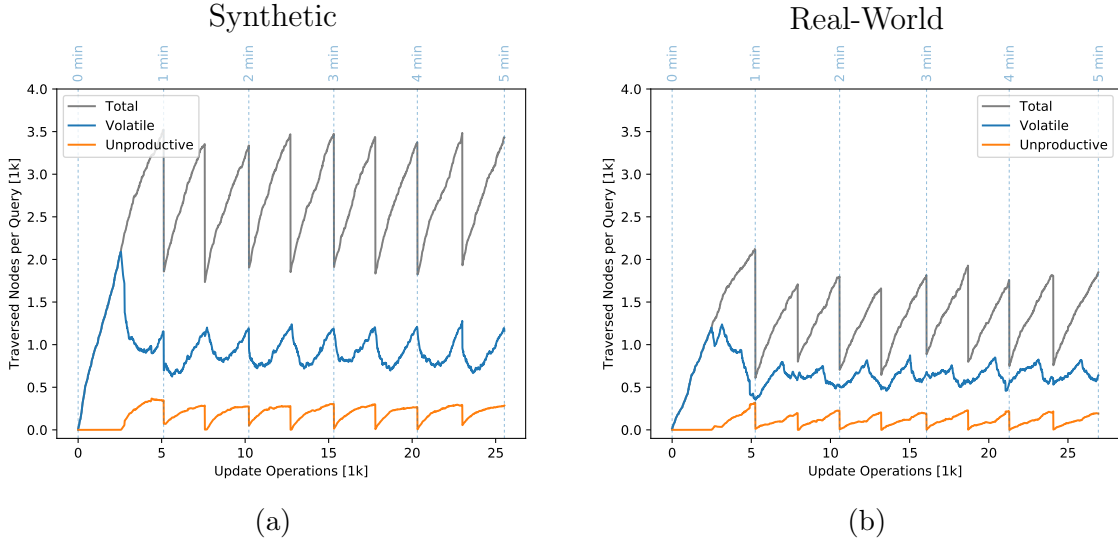 Synthetic
0 min
1 min
2 min
3 min
4 min
5 min
Traversed Nodes per Query [1k]
4.0
3.5
3.0
2.5
2.0
1.5
1.0
0.5
0.0
Total
Volatile
Unproductive
0
5
10
15
20
25
Update Operations [1k]
(a)
Real-World
0 min
1 min
2 min
3 min
4 min
5 min
Traversed Nodes per Query [1k]
4.0
3.5
3.0
2.5
2.0
1.5
1.0
0.5
0.0
Total
Volatile
Unproductive
0
5
10
15
20
25
Update Operations [1k]
(b)